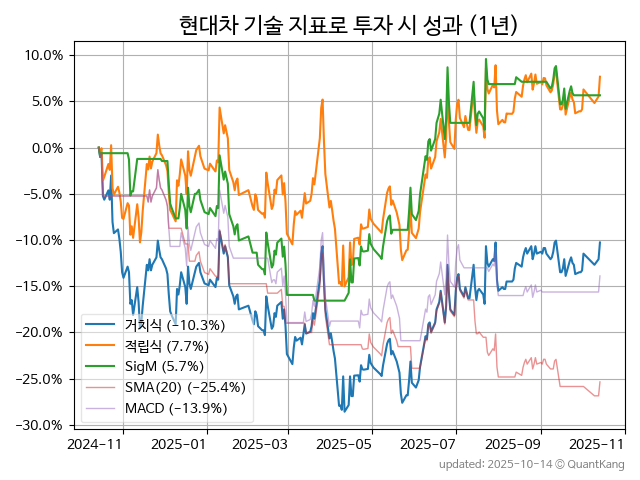 현대차 기술 지표로 투자 시 성과 (1년)
10.0%
5.0%
0.0%
−5.0%
−10.0%
−15.0%
−20.0%
−25.0%
−30.0%
거치식 (−10.3%)
적립식 (7.7%)
SigM (5.7%)
SMA(20) (−25.4%)
MACD (−13.9%)
2024-11 2025-01 2025-03 2025-05 2025-07 2025-09 2025-11
updated: 2025-10-14 © QuantKang